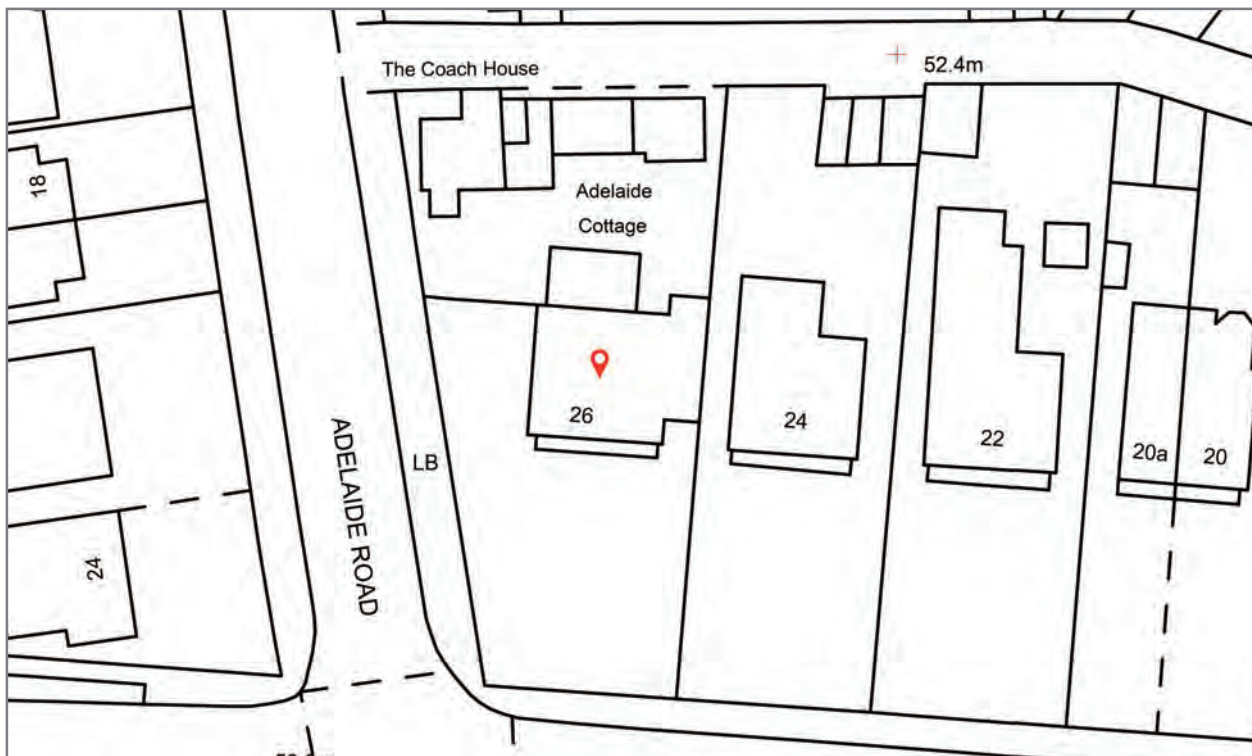 The Coach House
52.4m
18
Adelaide
Cottage
26
24
22
20a
20
LB
ADELAIDE ROAD
24